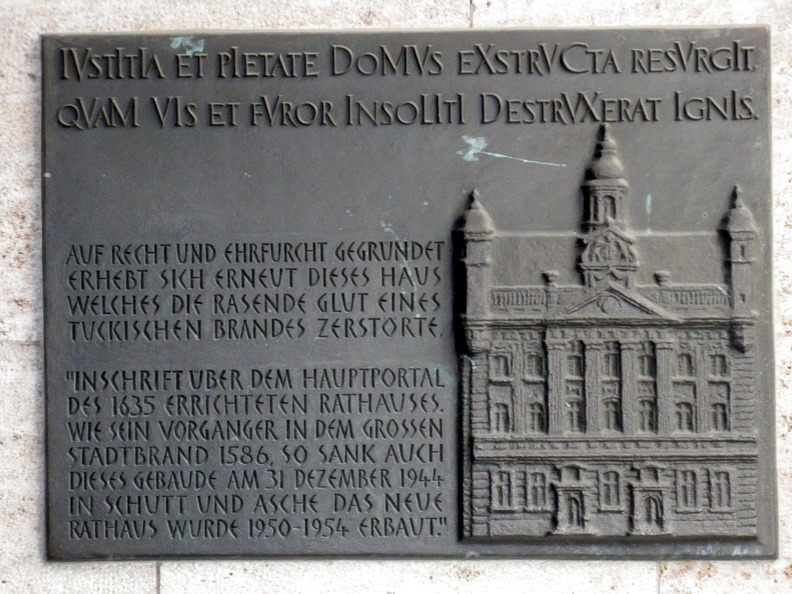 IVstItIA ET pIETATE DoMVs EXSTRVCTA RESVRGIt.
QVAM VIS ET FVROR INSoLItI DESTRVXERAT IGNIS.
AUF RECHT UND EHRFURCHT GEGRÜNDET
ERHEBT SICH ERNEUT DIESES HAUS
WELCHES DIE RASENDE GLUT EINES
TÜCKISCHEN BRANDES ZERSTÖRTE.
"INSCHRIFT ÜBER DEM HAUPTPORTAL
DES 1635 ERRICHTETEN RATHAUSES.
WIE SEIN VORGÄNGER IN DEM GROSSEN
STADTBRAND 1586, SO SANK AUCH
DIESES GEBÄUDE AM 31 DEZEMBER 1944
IN SCHUTT UND ASCHE DAS NEUE
RATHAUS WURDE 1950-1954 ERBAUT."